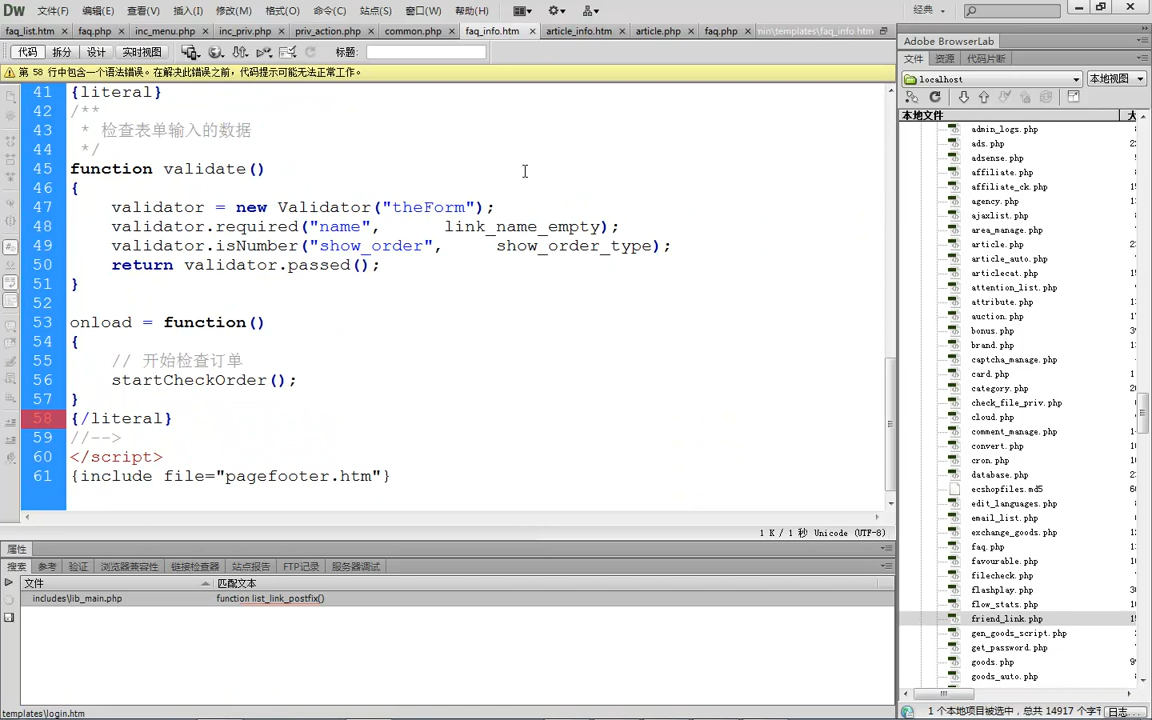 Dw 文件(F) 编辑(E) 查看(V) 插入(I) 修改(M) 格式(O) 命令(C) 站点(S) 窗口(W) 帮助(H) 经典
faq_list.htm × faq.php × inc_menu.php × inc_priv.php × priv_action.php × common.php × faq_info.htm × article_info.htm × article.php × faq.php × min\templates\faq_info.htm
代码 拆分 设计 实时视图 标题:
第 58 行中包含一个语法错误。在解决此错误之前,代码提示可能无法正常工作。
41 {literal}
42 /**
43 * 检查表单输入的数据
44 */
45 function validate()
46 {
47 validator = new Validator("theForm");
48 validator.required("name", link_name_empty);
49 validator.isNumber("show_order", show_order_type);
50 return validator.passed();
51 }
52
53 onload = function()
54 {
55 // 开始检查订单
56 startCheckOrder();
57 }
58 {/literal}
59 //-->
60 </script>
61 {include file="pagefooter.htm"}
1 K / 1 秒 Unicode (UTF-8)
属性
搜索 参考 验证 浏览器兼容性 链接检查器 站点报告 FTP记录 服务器调试
文件 匹配文本
includes\lib_main.php function list_link_postfix()
templates\login.htm
Adobe BrowserLab
文件 资源 代码片断
localhost 本地视图
本地文件 大
admin_logs.php
ads.php
adsense.php
affiliate.php
affiliate_ck.php
agency.php
ajaxlist.php
area_manage.php
article.php
article_auto.php
articlecat.php
attention_list.php
attribute.php
auction.php
bonus.php
brand.php
captcha_manage.php
card.php
category.php
check_file_priv.php
cloud.php
comment_manage.php
convert.php
cron.php
database.php
ecshopfiles.md5
edit_languages.php
email_list.php
exchange_goods.php
faq.php
favourable.php
filecheck.php
flashplay.php
flow_stats.php
friend_link.php
gen_goods_script.php
get_password.php
goods.php
goods_auto.php
1 个本地项目被选中,总共 14917 个字 日志...